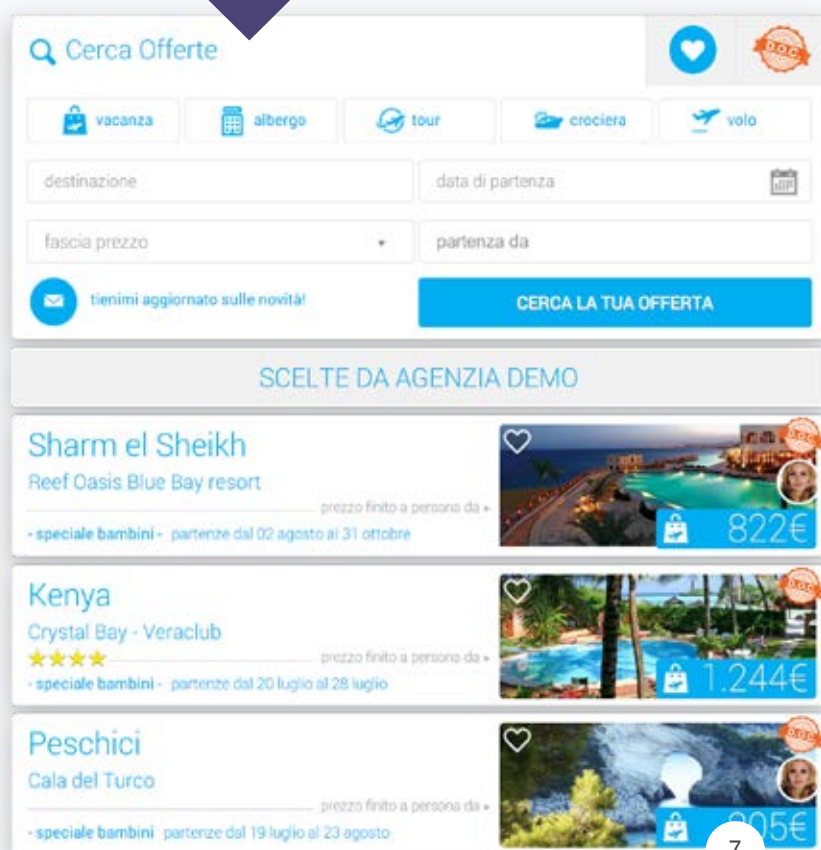 Cerca Offerte
D.O.C.
vacanza
albergo
tour
crociera
volo
destinazione
data di partenza
fascia prezzo
partenza da
tienimi aggiornato sulle novità!
CERCA LA TUA OFFERTA
SCELTE DA AGENZIA DEMO
Sharm el Sheikh
Reef Oasis Blue Bay resort
prezzo finito a persona da
- speciale bambini - partenze dal 02 agosto al 31 ottobre
D.O.C.
822€
Kenya
Crystal Bay - Veraclub
prezzo finito a persona da
- speciale bambini - partenze dal 20 luglio al 28 luglio
D.O.C.
1.244€
Peschici
Cala del Turco
prezzo finito a persona da
- speciale bambini partenze dal 19 luglio al 23 agosto
D.O.C.
05€
7